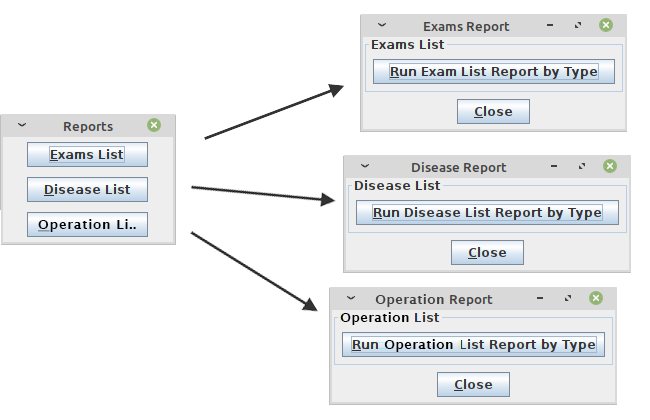 Reports
Exams List
Disease List
Operation Li..
Exams Report
Exams List
Run Exam List Report by Type
Close
Disease Report
Disease List
Run Disease List Report by Type
Close
Operation Report
Operation List
Run Operation List Report by Type
Close